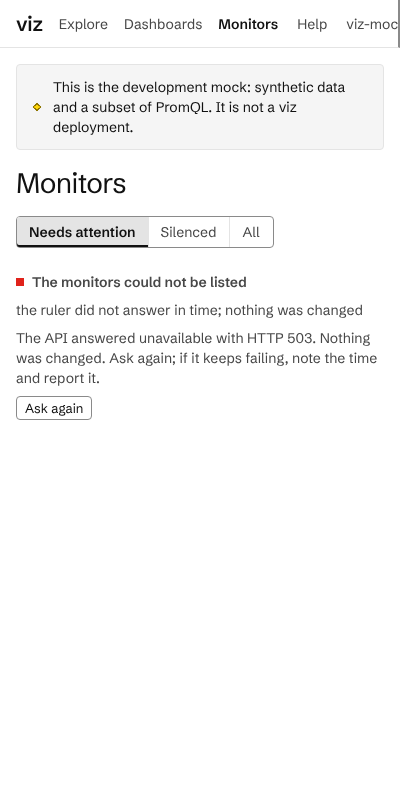 viz Explore Dashboards Monitors Help viz-moc
This is the development mock: synthetic data
and a subset of PromQL. It is not a viz
deployment.
Monitors
Needs attention Silenced All
The monitors could not be listed
the ruler did not answer in time; nothing was changed
The API answered unavailable with HTTP 503. Nothing
was changed. Ask again; if it keeps failing, note the time
and report it.
Ask again